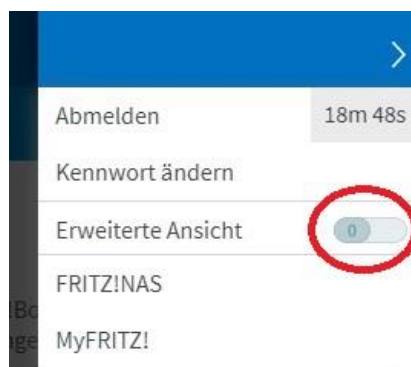 Abmelden 18m 48s
Kennwort ändern
Erweiterte Ansicht 0
FRITZ!NAS
MyFRITZ!